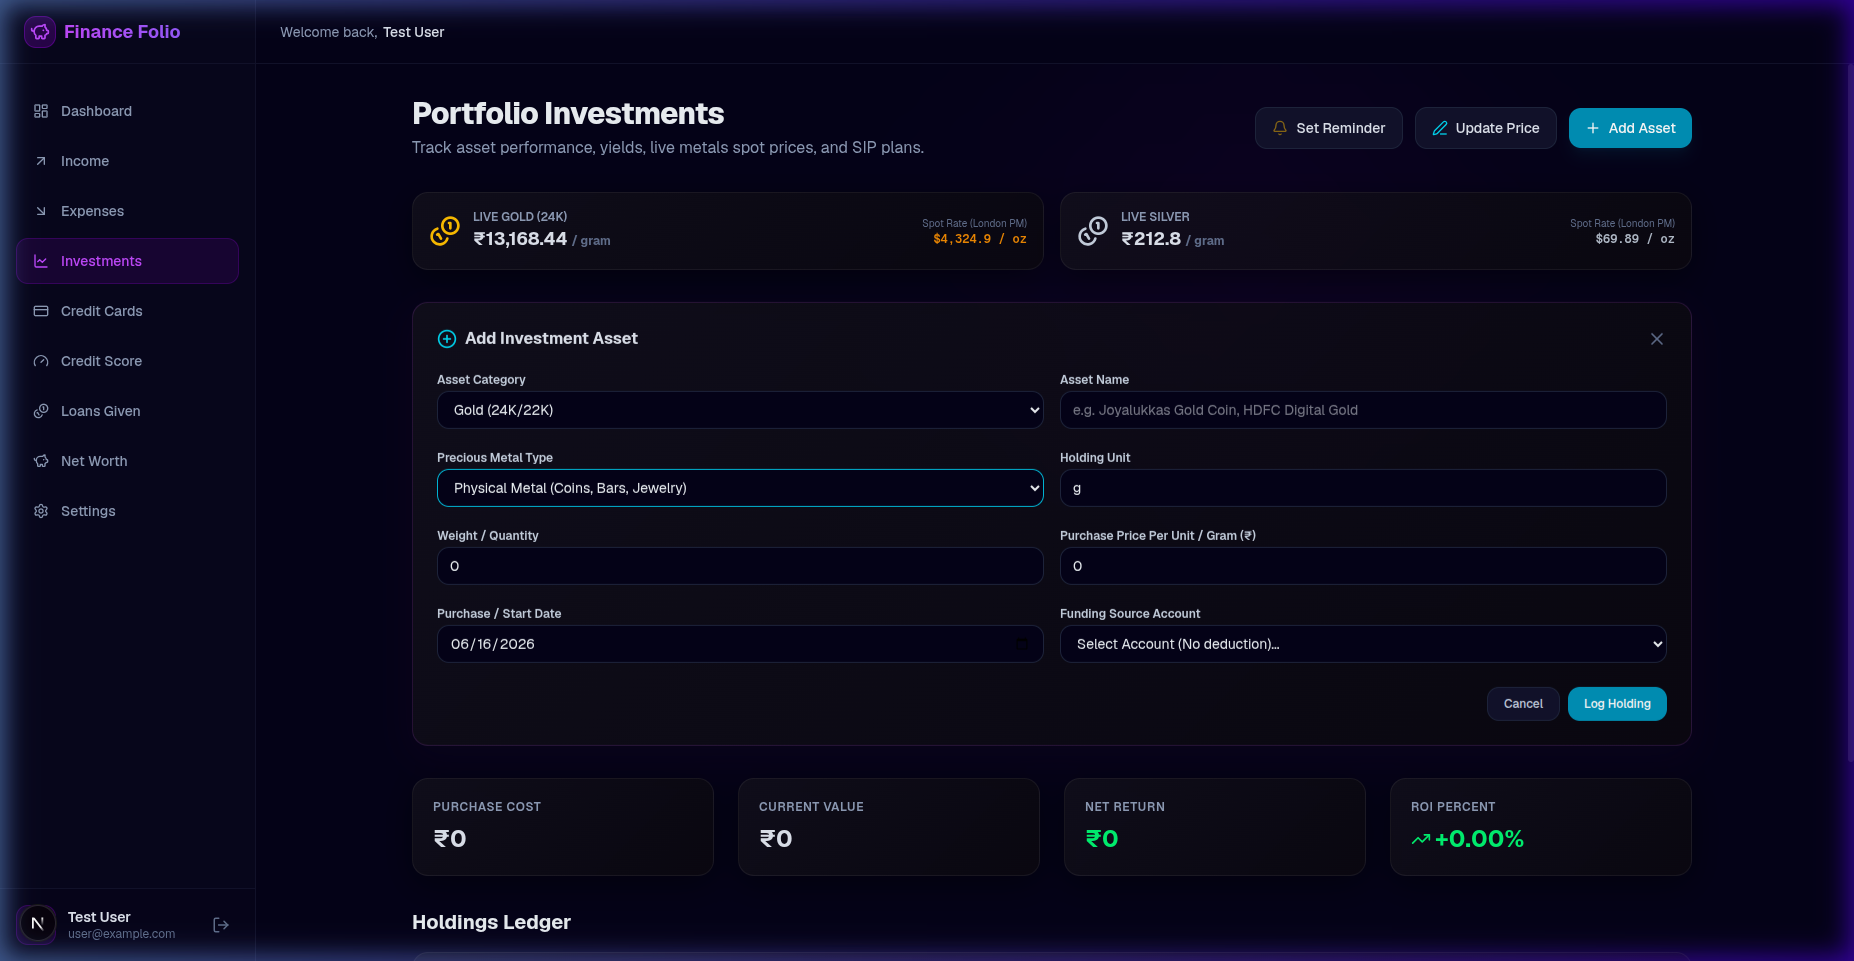 Finance Folio
Welcome back, Test User
Dashboard
Income
Expenses
Investments
Credit Cards
Credit Score
Loans Given
Net Worth
Settings
Test User
user@example.com
N
Portfolio Investments
Track asset performance, yields, live metals spot prices, and SIP plans.
Set Reminder
Update Price
Add Asset
LIVE GOLD (24K)
₹13,168.44 / gram
Spot Rate (London PM)
$4,324.9 / oz
LIVE SILVER
₹212.8 / gram
Spot Rate (London PM)
$69.89 / oz
Add Investment Asset
Asset Category
Gold (24K/22K)
Asset Name
e.g. Joyalukkas Gold Coin, HDFC Digital Gold
Precious Metal Type
Physical Metal (Coins, Bars, Jewelry)
Holding Unit
g
Weight / Quantity
0
Purchase Price Per Unit / Gram (₹)
0
Purchase / Start Date
06/16/2026
Funding Source Account
Select Account (No deduction)...
Cancel
Log Holding
PURCHASE COST
₹0
CURRENT VALUE
₹0
NET RETURN
₹0
ROI PERCENT
+0.00%
Holdings Ledger